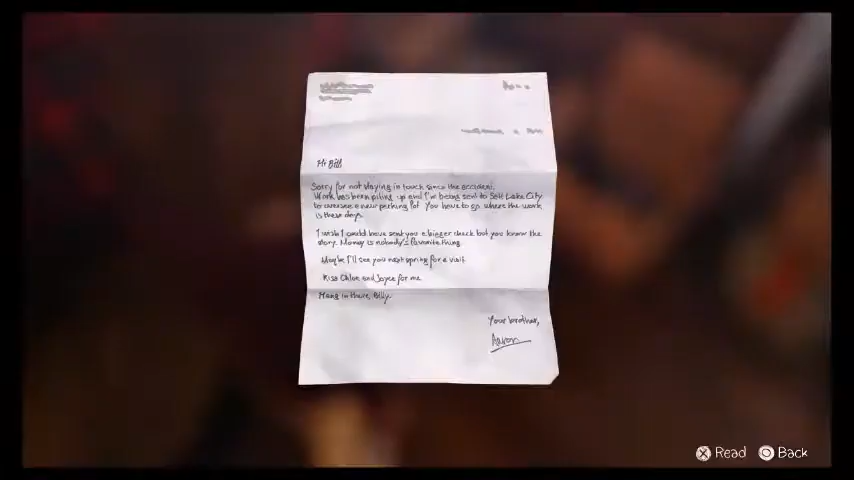 Hi Bill
Sorry for not staying in touch since the accident.
Work has been piling up and I'm being sent to Salt Lake City
to oversee a new parking lot. You have to go where the work
is these days.
I wish I could have sent you a bigger check but you know the
story. Money is nobody's favorite thing.
Maybe I'll see you next spring for a visit.
Kiss Chloe and Joyce for me.
Hang in there, Billy.
Your brother,
Aaron
Read
Back